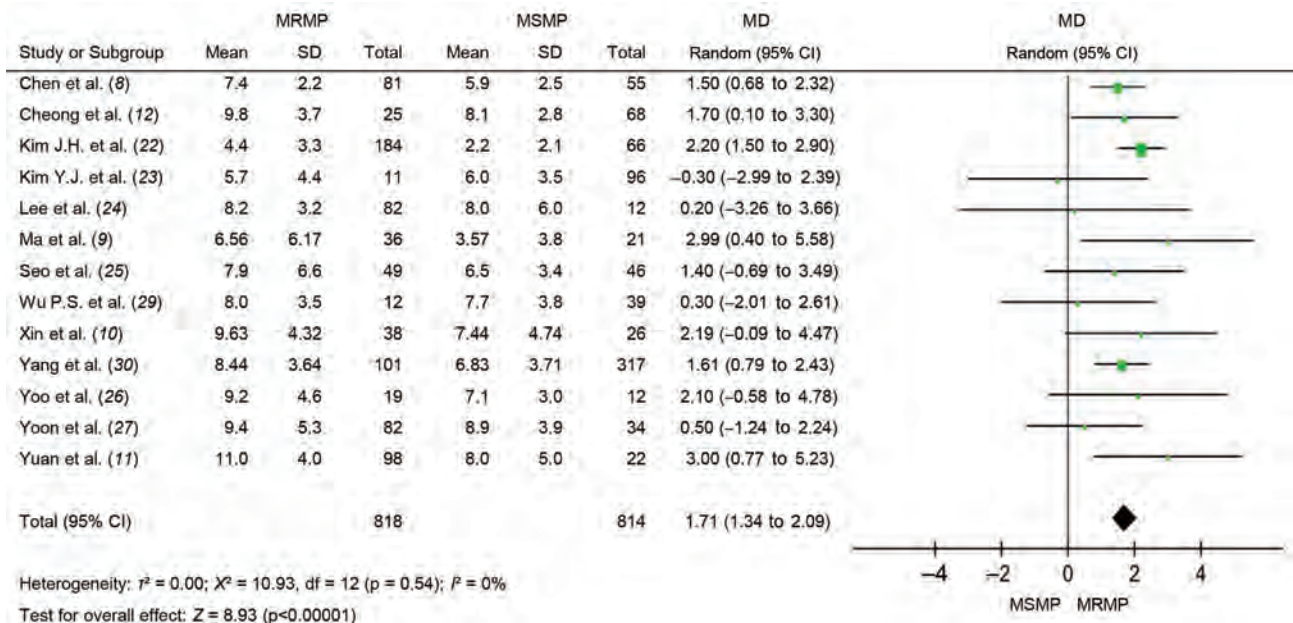 MRMP MSMP MD MD
Study or Subgroup Mean SD Total Mean SD Total Random (95% CI) Random (95% CI)
Chen et al. (8) 7.4 2.2 81 5.9 2.5 55 1.50 (0.68 to 2.32)
Cheong et al. (12) 9.8 3.7 25 8.1 2.8 68 1.70 (0.10 to 3.30)
Kim J.H. et al. (22) 4.4 3.3 184 2.2 2.1 66 2.20 (1.50 to 2.90)
Kim Y.J. et al. (23) 5.7 4.4 11 6.0 3.5 96 −0.30 (−2.99 to 2.39)
Lee et al. (24) 8.2 3.2 82 8.0 6.0 12 0.20 (−3.26 to 3.66)
Ma et al. (9) 6.56 6.17 36 3.57 3.8 21 2.99 (0.40 to 5.58)
Seo et al. (25) 7.9 6.6 49 6.5 3.4 46 1.40 (−0.69 to 3.49)
Wu P.S. et al. (29) 8.0 3.5 12 7.7 3.8 39 0.30 (−2.01 to 2.61)
Xin et al. (10) 9.63 4.32 38 7.44 4.74 26 2.19 (−0.09 to 4.47)
Yang et al. (30) 8.44 3.64 101 6.83 3.71 317 1.61 (0.79 to 2.43)
Yoo et al. (26) 9.2 4.6 19 7.1 3.0 12 2.10 (−0.58 to 4.78)
Yoon et al. (27) 9.4 5.3 82 8.9 3.9 34 0.50 (−1.24 to 2.24)
Yuan et al. (11) 11.0 4.0 98 8.0 5.0 22 3.00 (0.77 to 5.23)
Total (95% CI) 818 814 1.71 (1.34 to 2.09)
−4 −2 0 2 4
Heterogeneity: τ² = 0.00; X² = 10.93, df = 12 (p = 0.54); I² = 0%
MSMP MRMP
Test for overall effect: Z = 8.93 (p<0.00001)